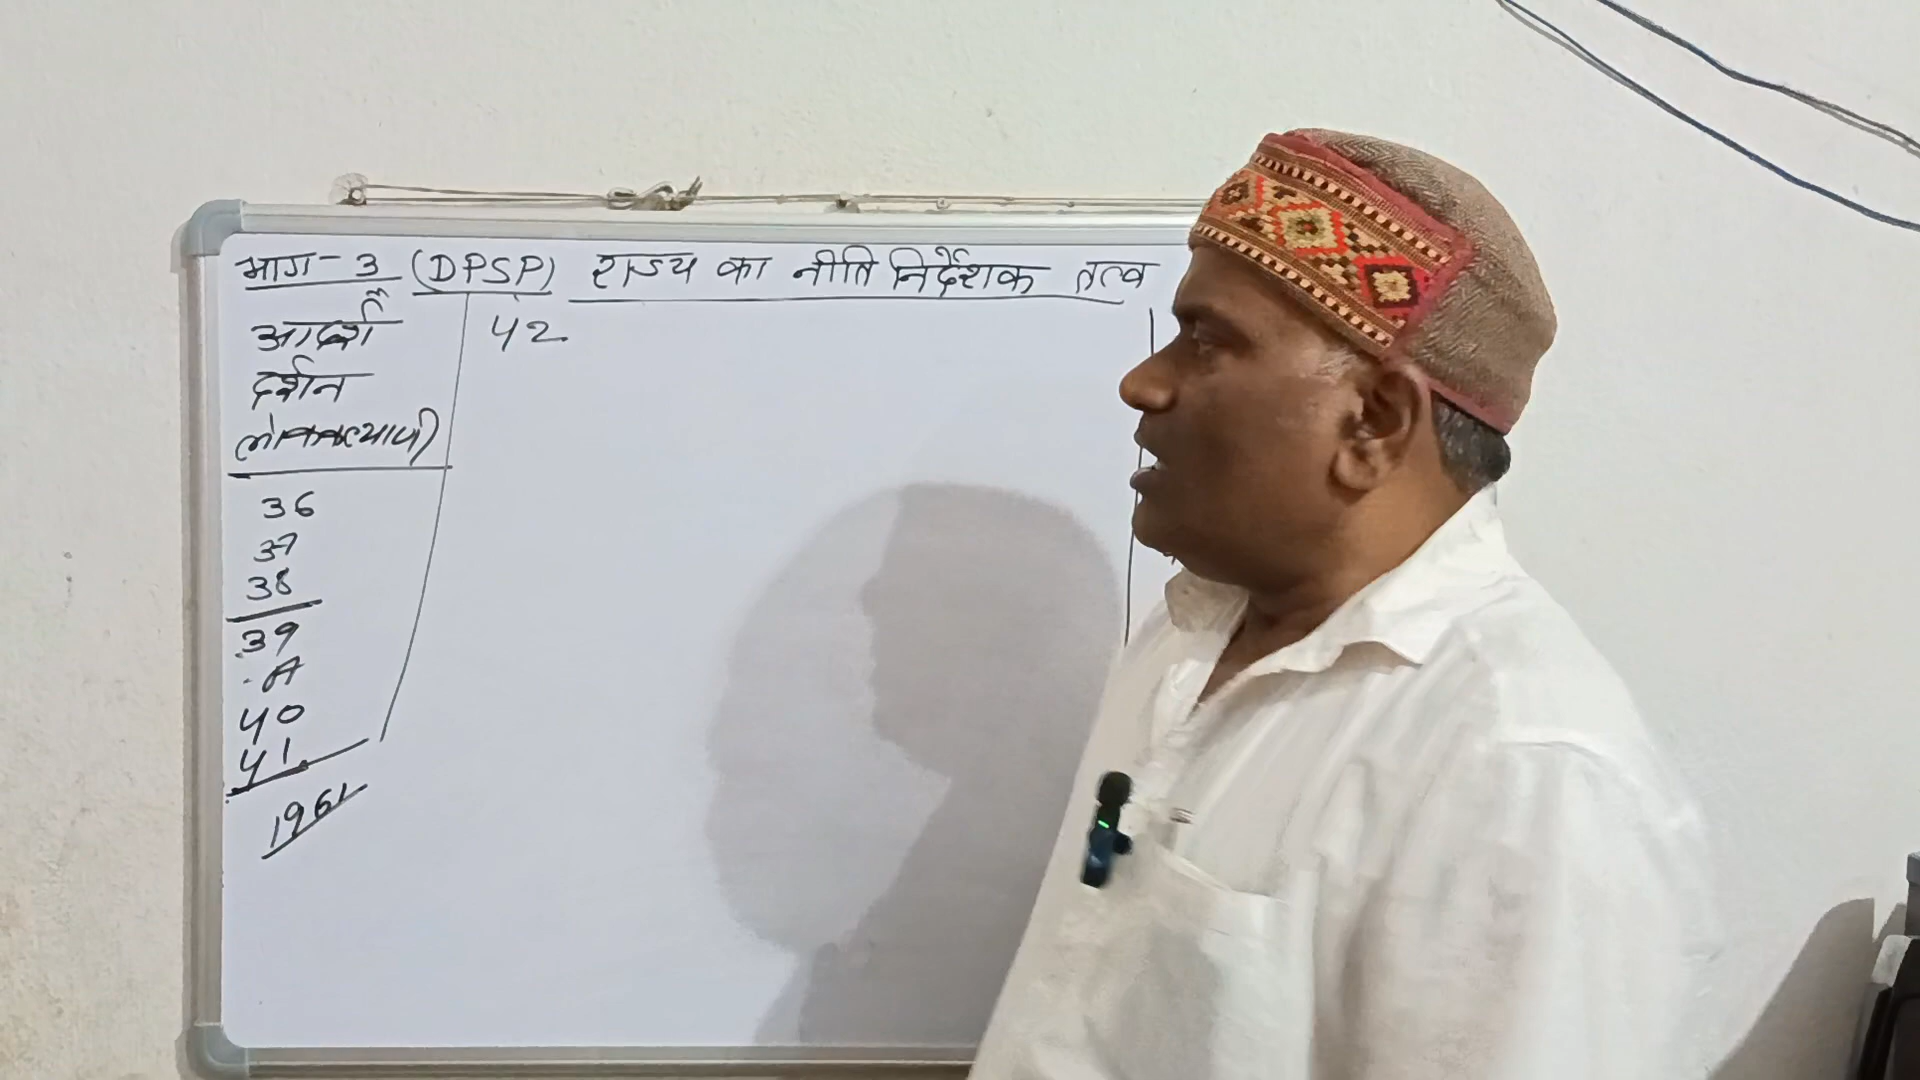 भाग-3 (DPSP) राज्य का नीति निर्देशक तत्व
आदर्श
दर्शन
लोककल्याणी
36
37
38
39
40
41
1961
42